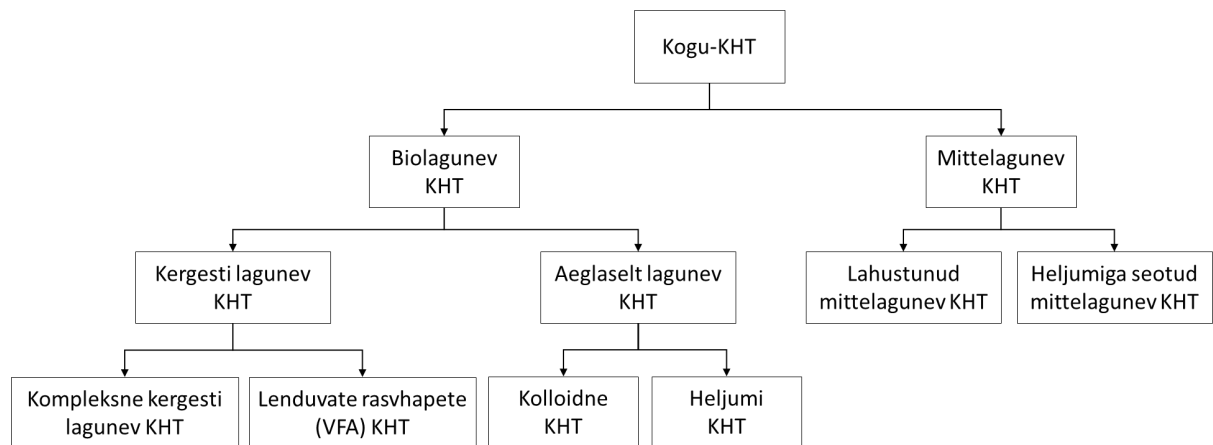 Kogu-KHT
Biolagunev
KHT
Mittelagunev
KHT
Kergesti lagunev
KHT
Aeglaselt lagunev
KHT
Lahustunud
mittelagunev KHT
Heljumiga seotud
mittelagunev KHT
Kompleksne kergesti
lagunev KHT
Lenduvate rasvhapete
(VFA) KHT
Kolloidne
KHT
Heljumi
KHT